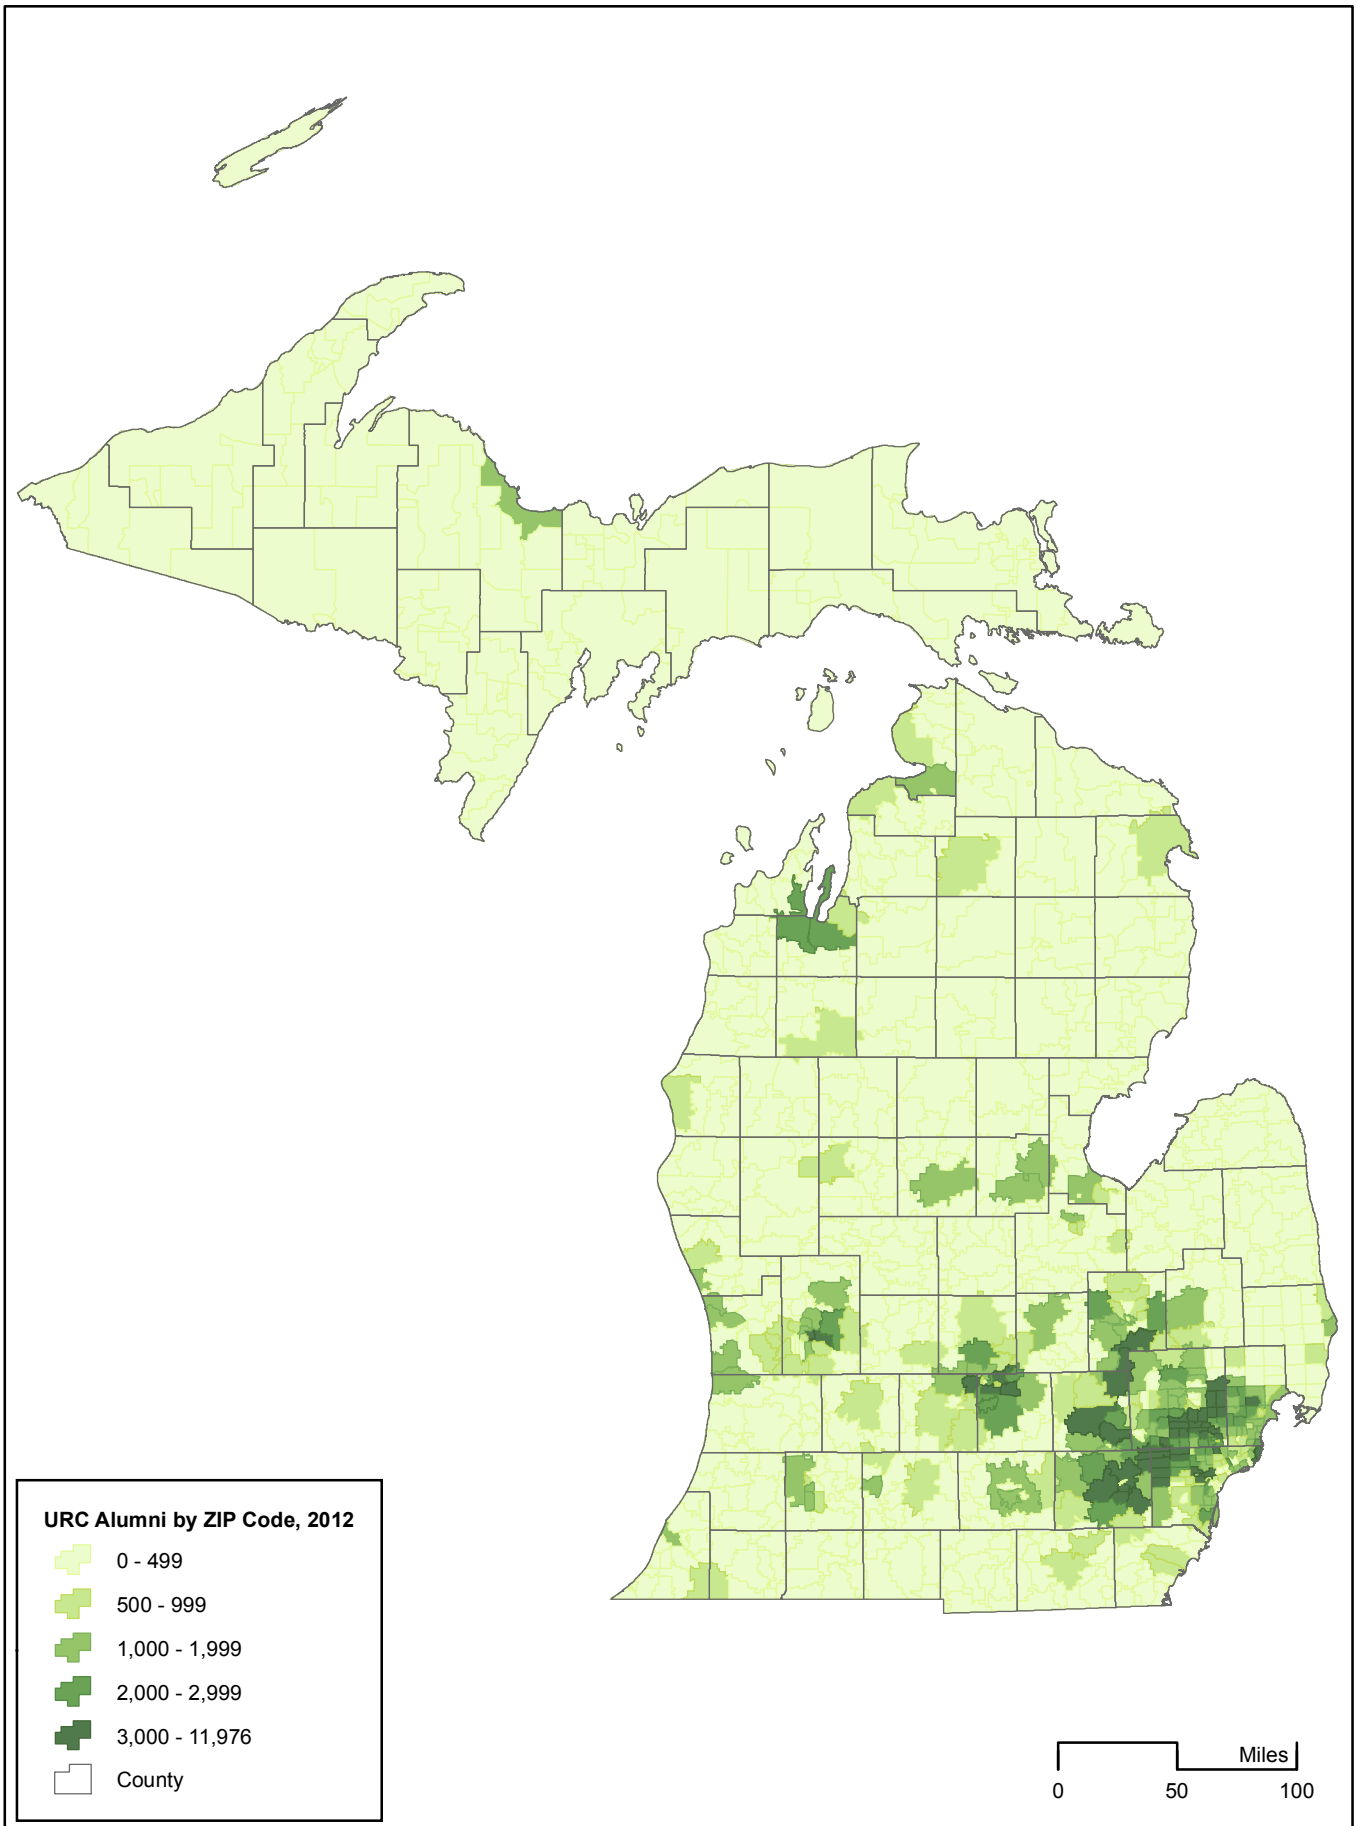 URC Alumni by ZIP Code, 2012
0 - 499
500 - 999
1,000 - 1,999
2,000 - 2,999
3,000 - 11,976
County
Miles
0 50 100